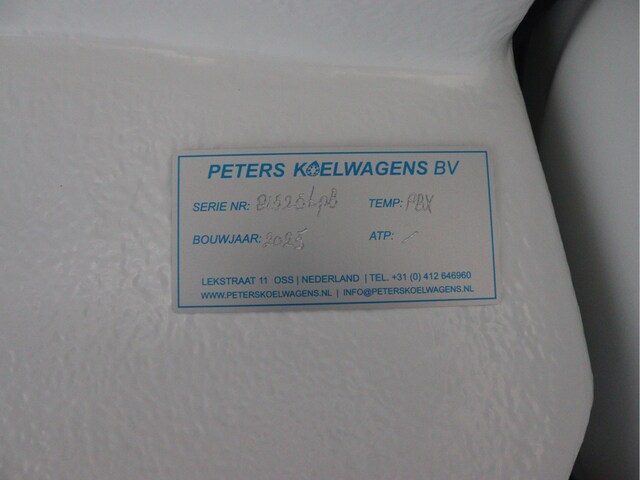 PETERS KOELWAGENS BV
SERIE NR: TEMP:
BOUWJAAR: 2025 ATP: /
LEKSTRAAT 11 OSS | NEDERLAND | TEL. +31 (0) 412 646960
WWW.PETERSKOELWAGENS.NL | INFO@PETERSKOELWAGENS.NL